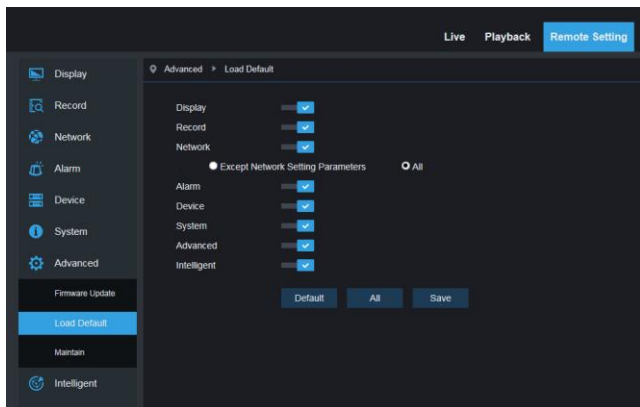 Live Playback Remote Setting
Advanced Load Default
Display
Record
Network
Alarm
Device
System
Advanced
Firmware Update
Load Default
Maintain
Intelligent
Display
Record
Network
Except Network Setting Parameters All
Alarm
Device
System
Advanced
Intelligent
Default All Save